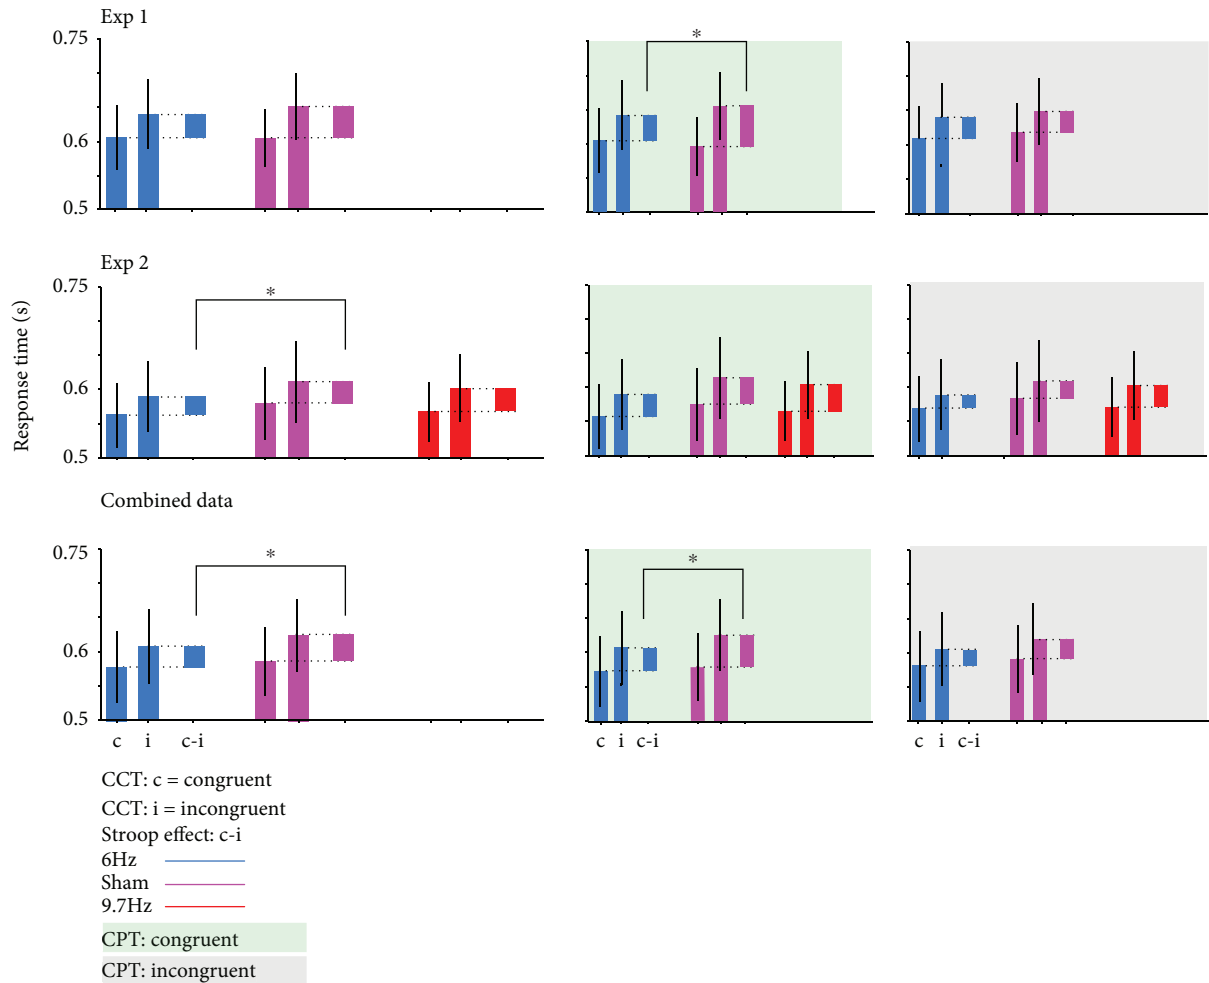 Exp 1
0.75
*
0.6
0.5
Exp 2
0.75
*
0.6
0.5
Response time (s)
Combined data
0.75
*
*
0.6
0.5
c i c-i
c i c-i
c i c-i
CCT: c = congruent
CCT: i = incongruent
Stroop effect: c-i
6Hz
Sham
9.7Hz
CPT: congruent
CPT: incongruent